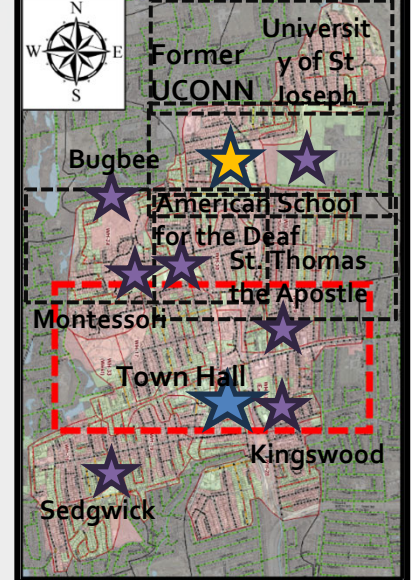 N
W E
S
Universit
y of St
Joseph
Former
UCONN
Bugbee
American School
for the Deaf
St. Thomas
the Apostle
Montessori
Town Hall
Kingswood
Sedgwick